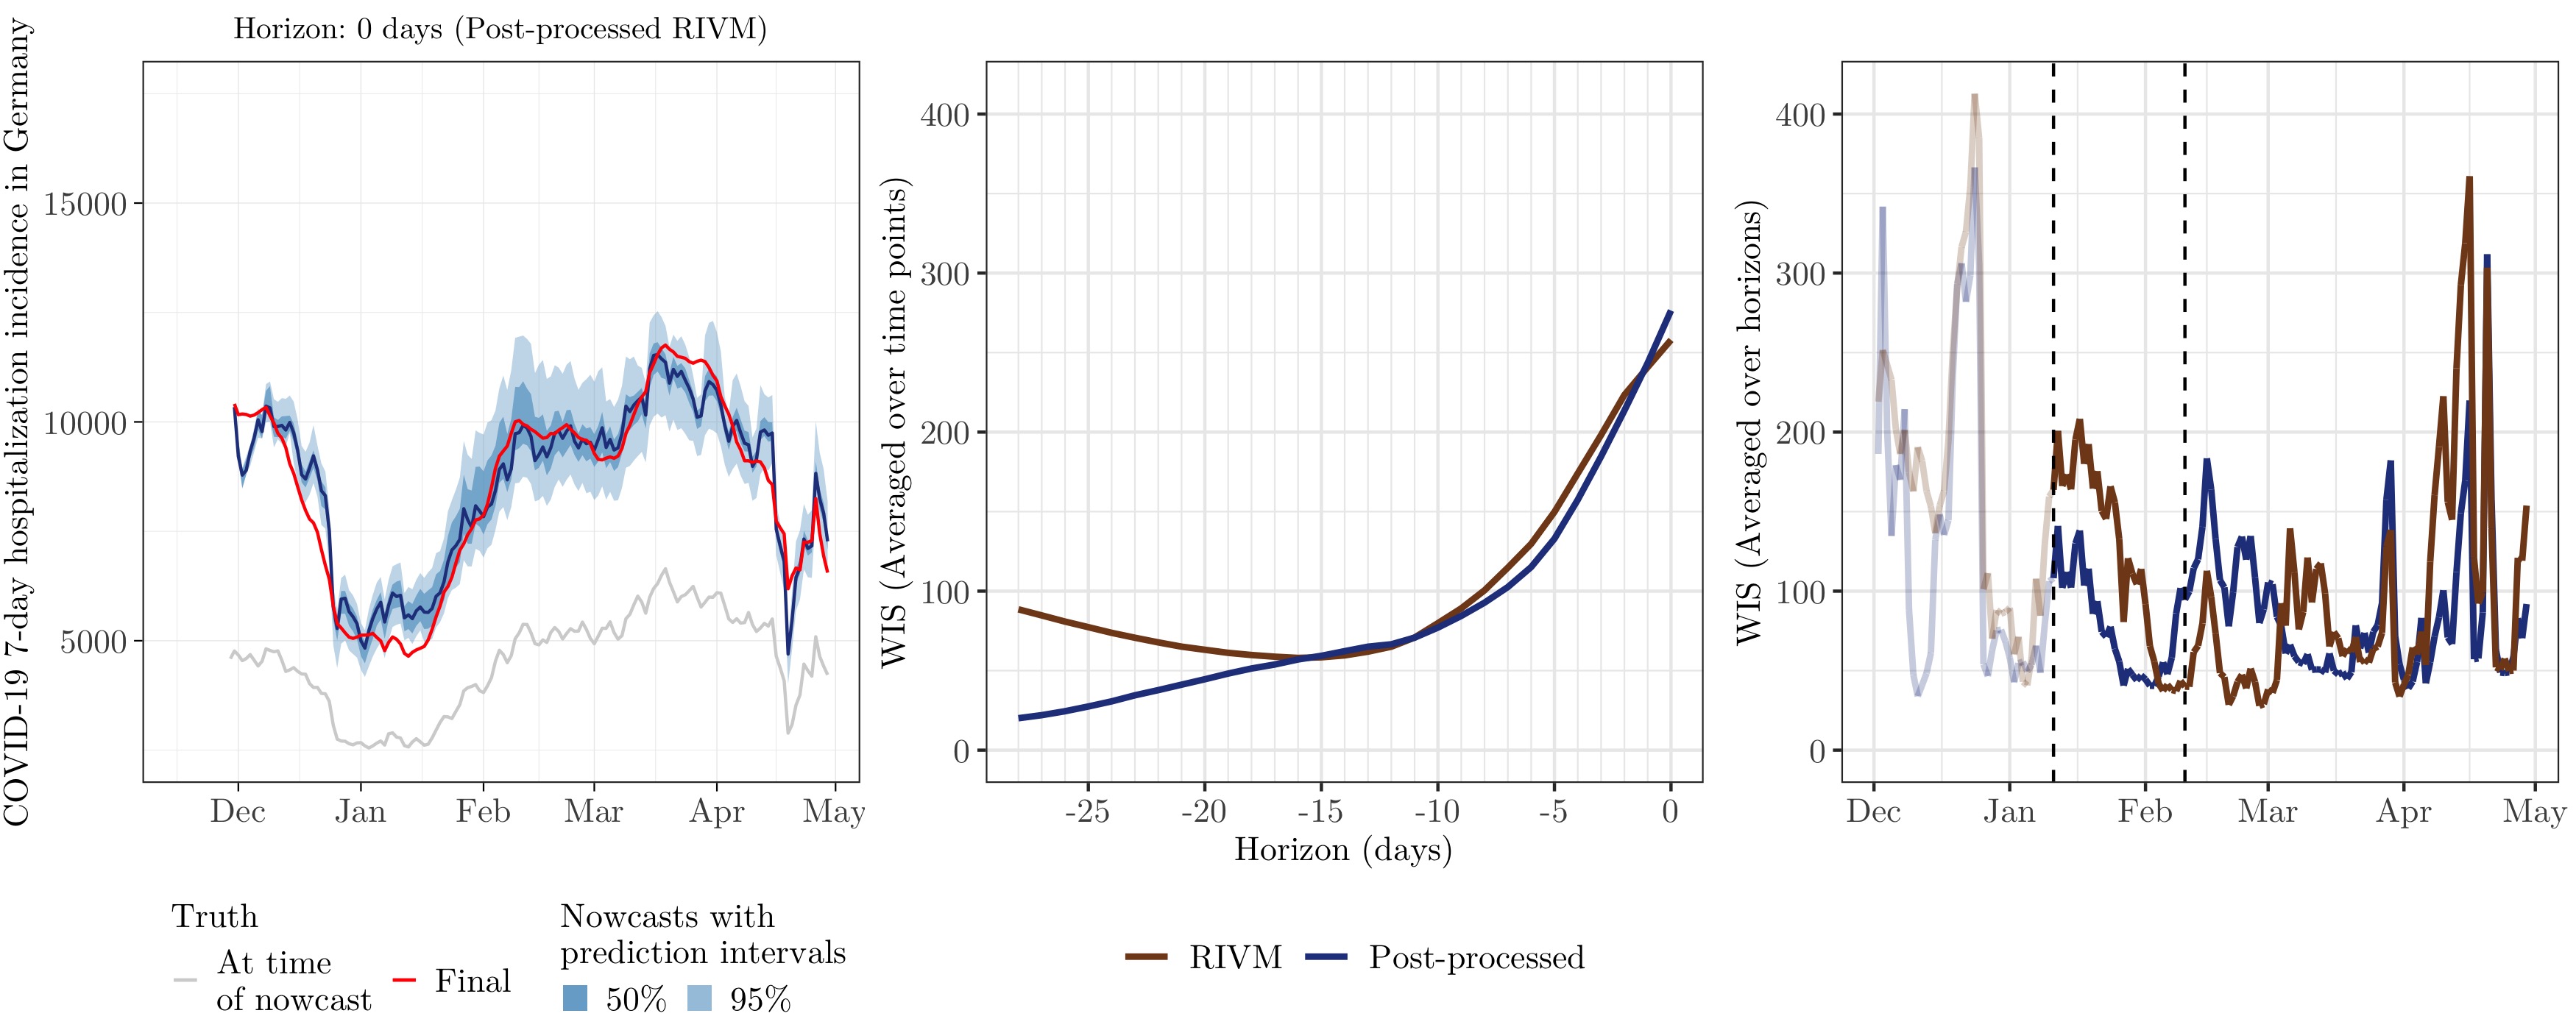 Horizon: 0 days (Post-processed RIVM)
COVID-19 7-day hospitalization incidence in Germany
15000
10000
5000
Dec Jan Feb Mar Apr May
Truth
At time
of nowcast
Final
Nowcasts with
prediction intervals
50% 95%
WIS (Averaged over time points)
400
300
200
100
0
-25 -20 -15 -10 -5 0
Horizon (days)
RIVM Post-processed
WIS (Averaged over horizons)
400
300
200
100
0
Dec Jan Feb Mar Apr May